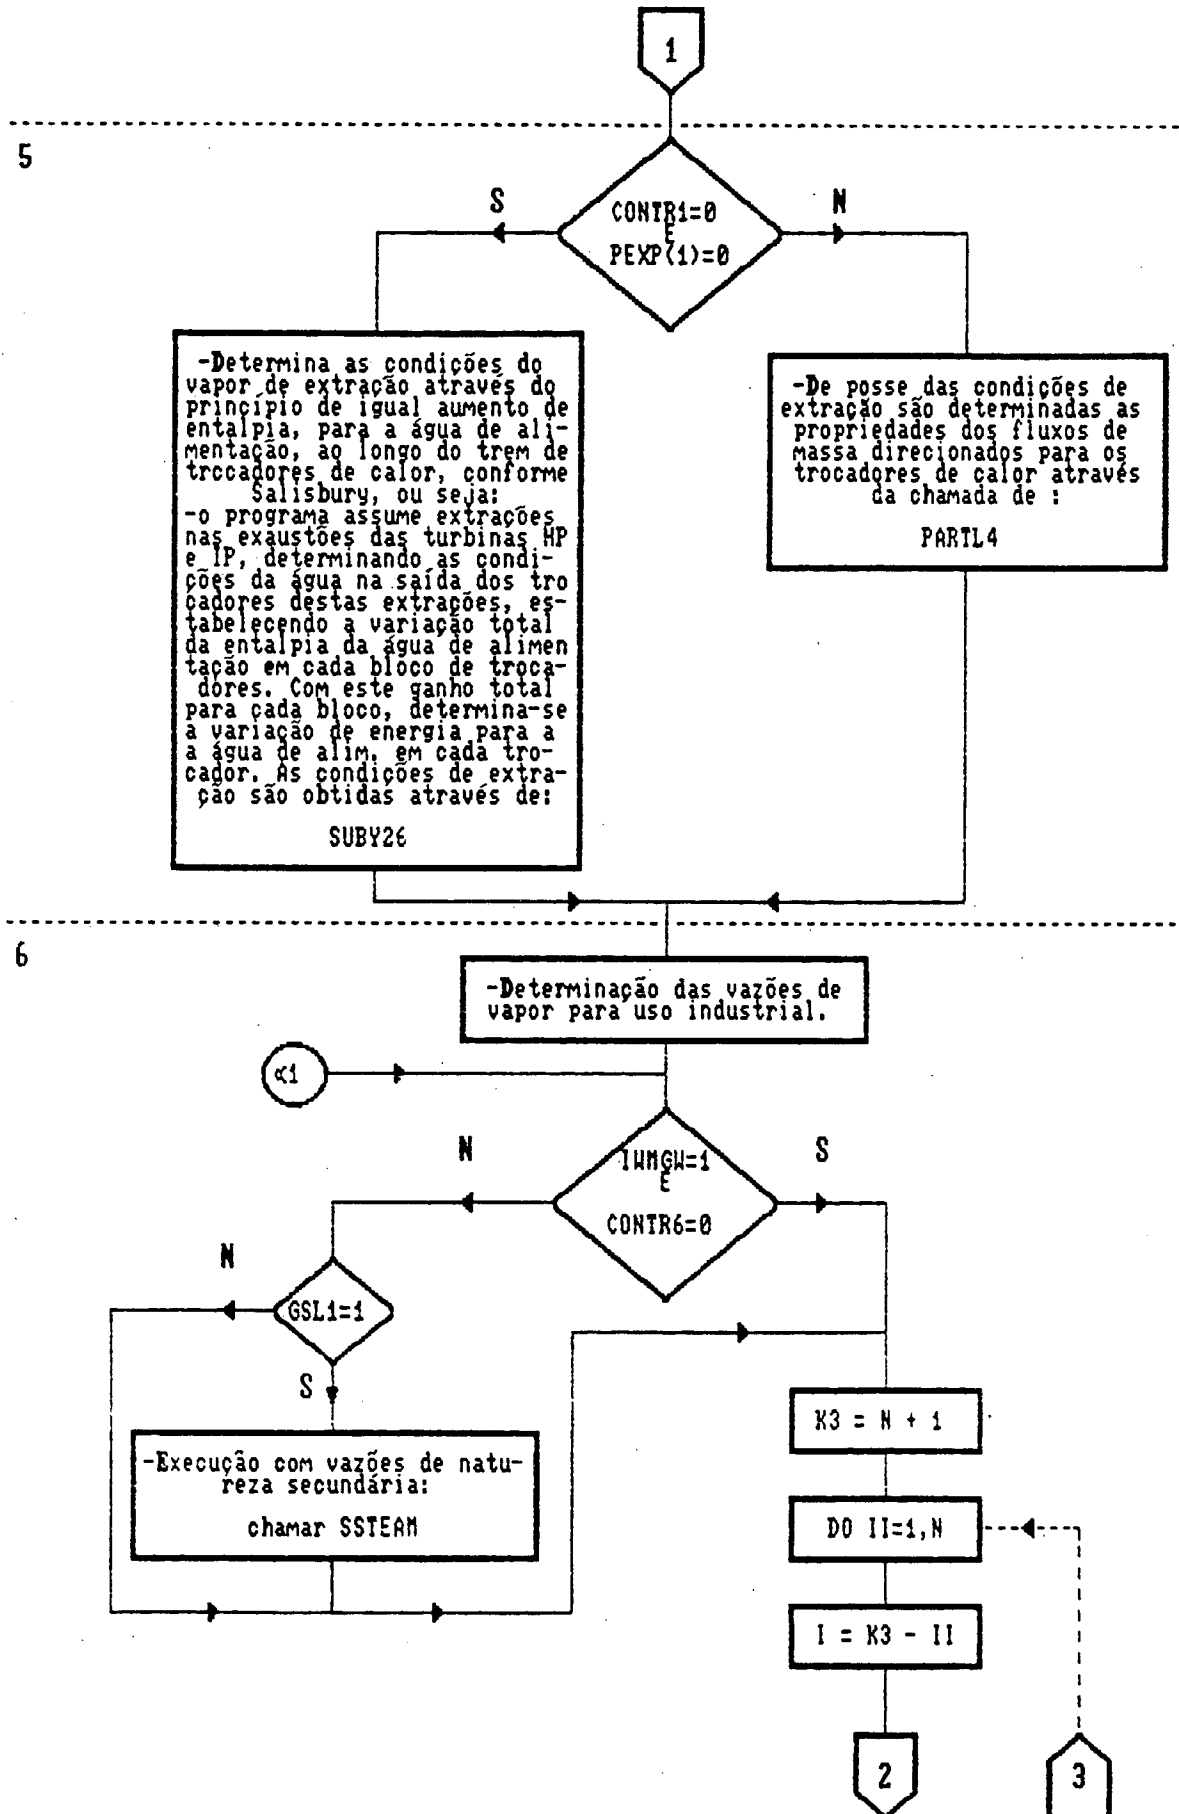 1
5
S
N
CONTR1=0
E
PEXP(1)=0
-Determina as condições do
vapor de extração através do
princípio de igual aumento de
entalpia, para a água de ali-
mentação, ao longo do trem de
trocadores de calor, conforme
Salisbury, ou seja:
-o programa assume extrações
nas exaustões das turbinas HP
e IP, determinando as condi-
ções da água na saída dos tro
cadores destas extrações, es-
tabelecendo a variação total
da entalpia da água de alimen
tação em cada bloco de troca-
dores. Com este ganho total
para cada bloco, determina-se
a variação de energia para a
a água de alim. em cada tro-
cador. As condições de extra-
ção são obtidas através de:
SUBY26
-De posse das condições de
extração são determinadas as
propriedades dos fluxos de
massa direcionados para os
trocadores de calor através
da chamada de :
PARTL4
6
-Determinação das vazões de
vapor para uso industrial.
∝1
N
S
IWMGW=1
E
CONTR6=0
N
GSL1=1
S
-Execução com vazões de natu-
reza secundária:
chamar SSTEAM
K3 = N + 1
DO II=1,N
I = K3 - II
2
3